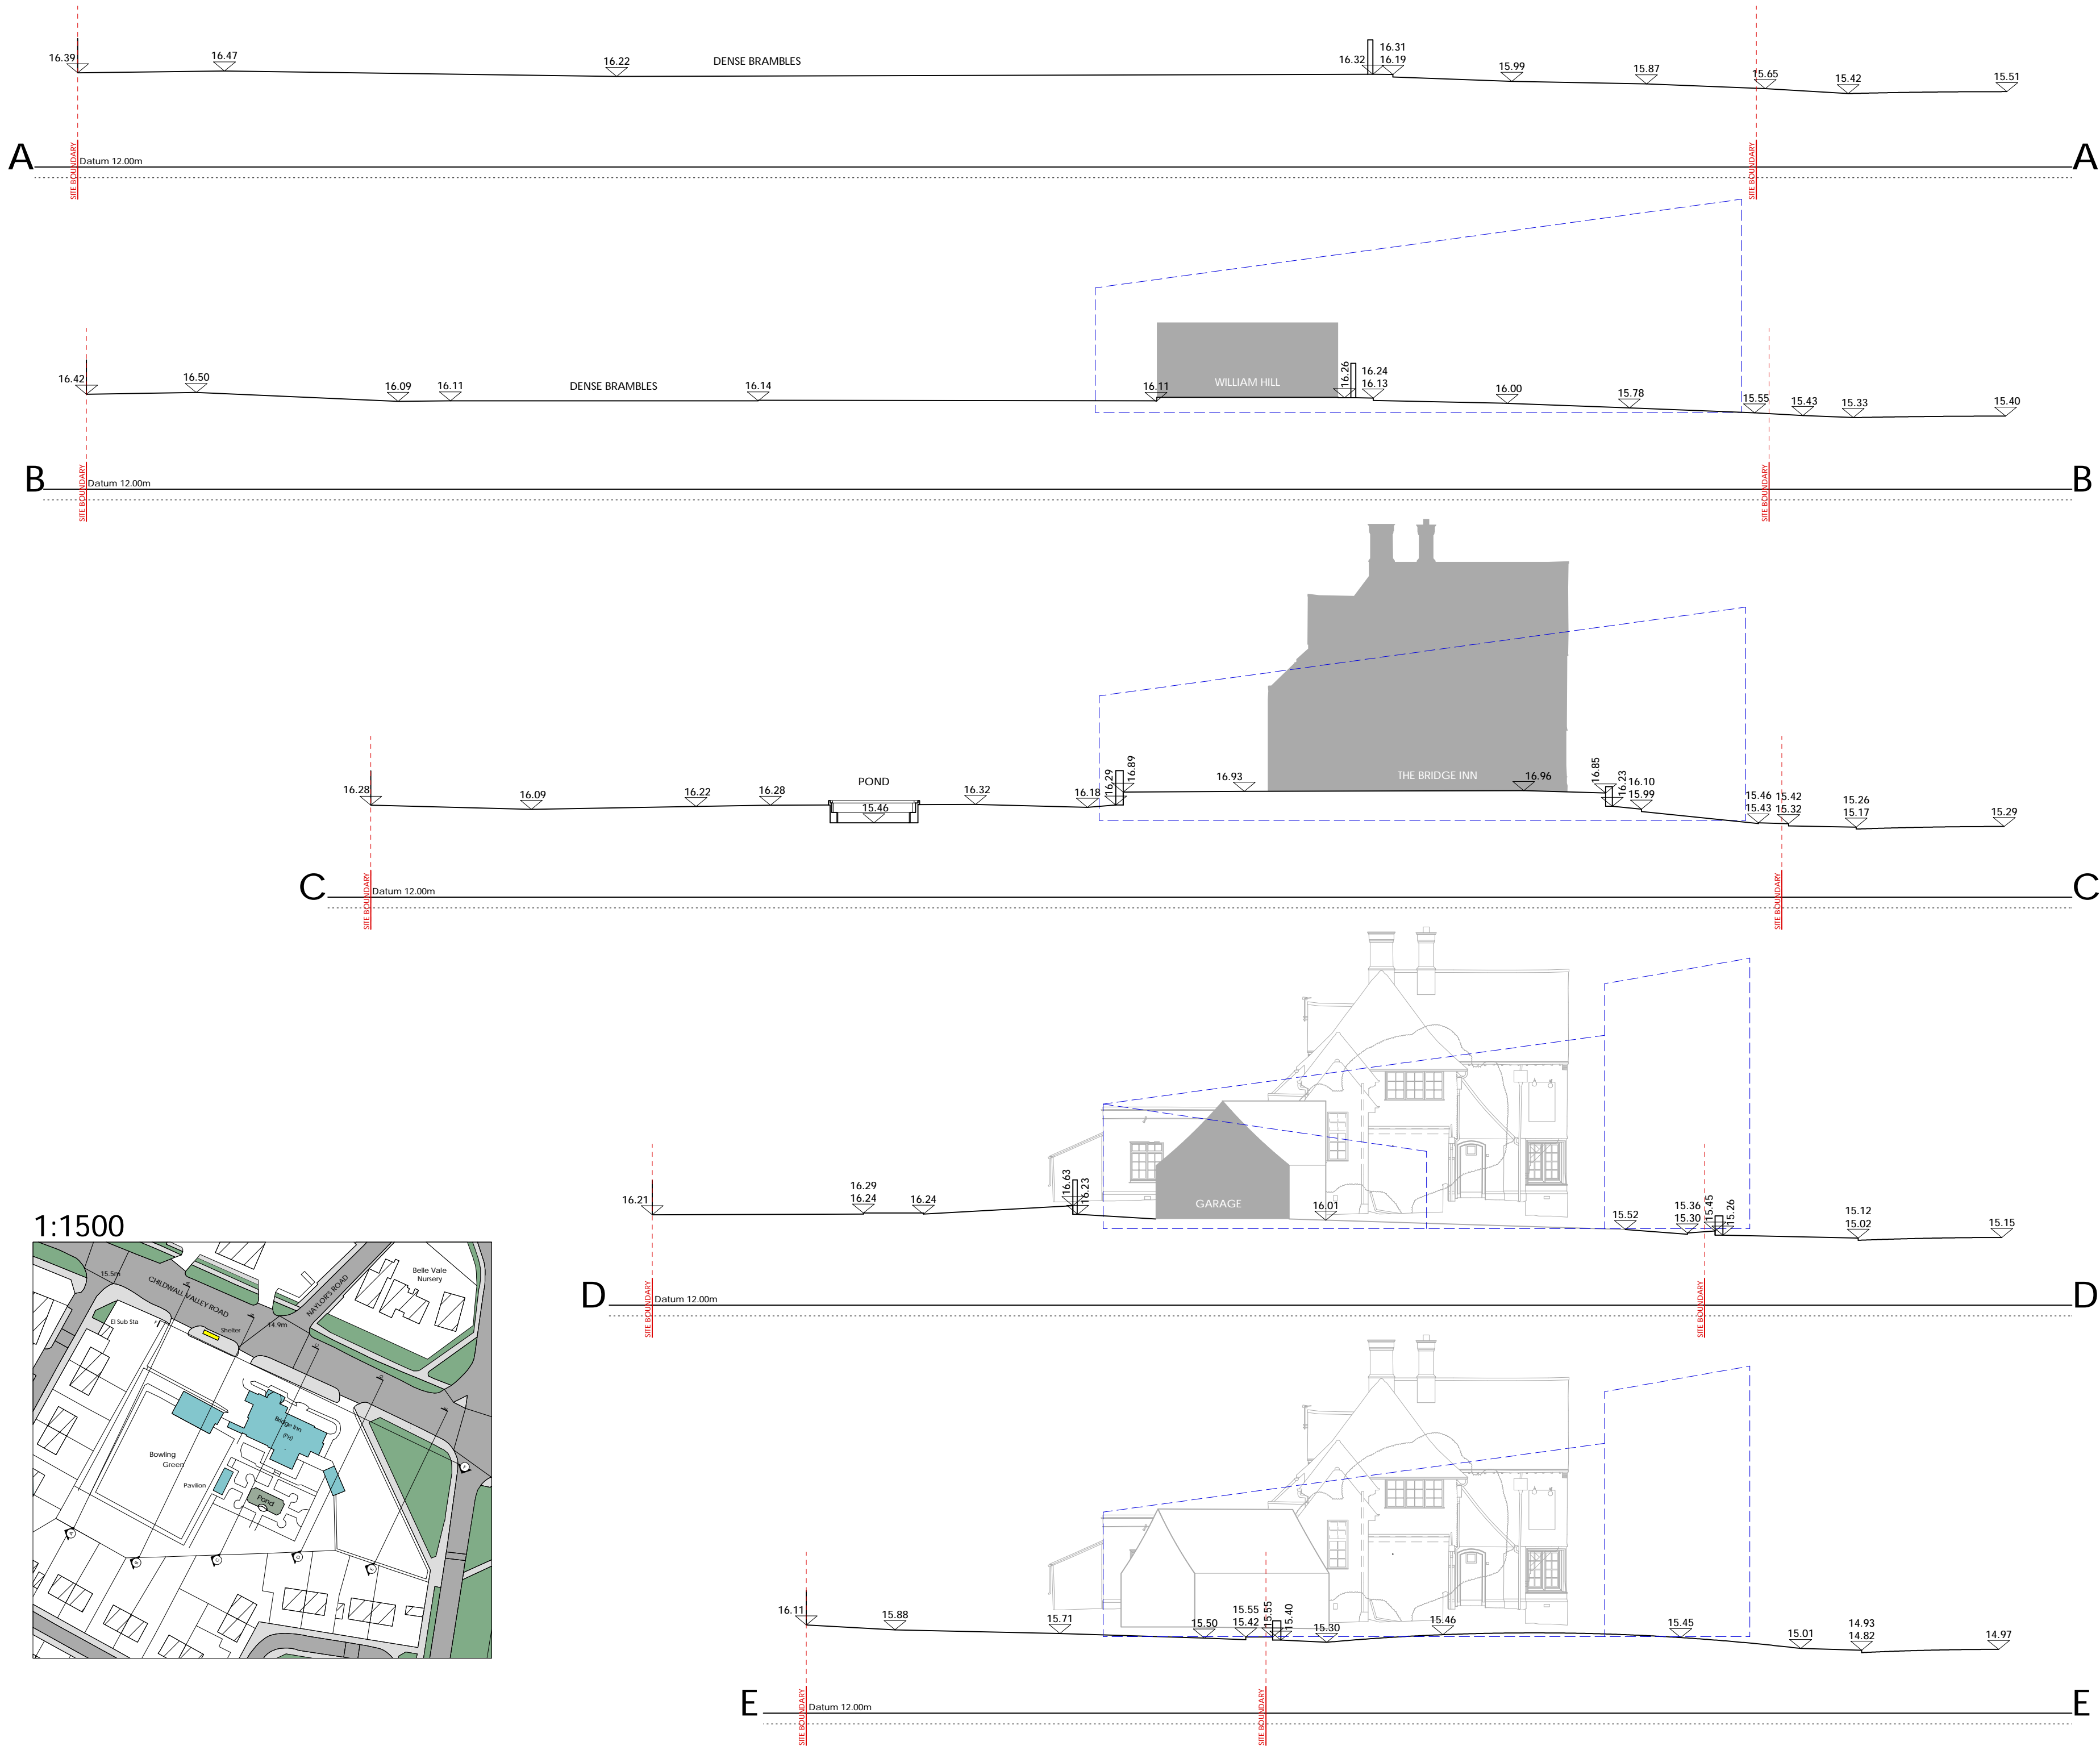 16.39
16.47
16.22
DENSE BRAMBLES
16.32
16.31
16.19
15.99
15.87
15.65
15.42
15.51
A
SITE BOUNDARY
Datum 12.00m
SITE BOUNDARY
A
16.42
16.50
16.09
16.11
DENSE BRAMBLES
16.14
16.11
WILLIAM HILL
16.26
16.24
16.13
16.00
15.78
15.55
15.43
15.33
15.40
B
SITE BOUNDARY
Datum 12.00m
SITE BOUNDARY
B
16.28
16.09
16.22
16.28
POND
15.46
16.32
16.18
16.29
16.89
16.93
THE BRIDGE INN
16.96
16.85
16.23
16.10
15.99
15.46
15.43
15.42
15.32
15.26
15.17
15.29
C
SITE BOUNDARY
Datum 12.00m
SITE BOUNDARY
C
16.21
16.29
16.24
16.24
16.63
16.23
GARAGE
16.01
15.52
15.36
15.30
15.45
15.26
15.12
15.02
15.15
D
SITE BOUNDARY
Datum 12.00m
SITE BOUNDARY
D
1:1500
15.5m
CHILDWALL VALLEY ROAD
NAYLOR'S ROAD
Belle Vale
Nursery
El Sub Sta
Shelter
14.9m
Bridge Inn
(PH)
Bowling
Green
Pavilion
Pond
16.11
15.88
15.71
15.50
15.55
15.42
15.55
15.40
15.30
15.46
15.45
15.01
14.93
14.82
14.97
E
SITE BOUNDARY
Datum 12.00m
SITE BOUNDARY
E